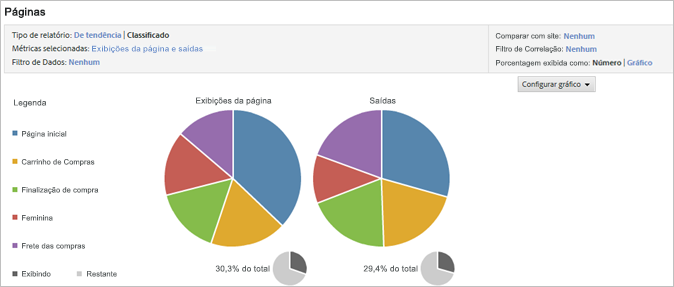 Páginas
Tipo de relatório: De tendência | Classificado
Métricas selecionadas: Exibições da página e saídas
Filtro de Dados: Nenhum
Comparar com site: Nenhum
Filtro de Correlação: Nenhum
Porcentagem exibida como: Número | Gráfico
Configurar gráfico
Legenda
Exibições da página
Saídas
Página inicial
Carrinho de Compras
Finalização de compra
Feminina
Frete das compras
Exibindo
Restante
30,3% do total
29,4% do total